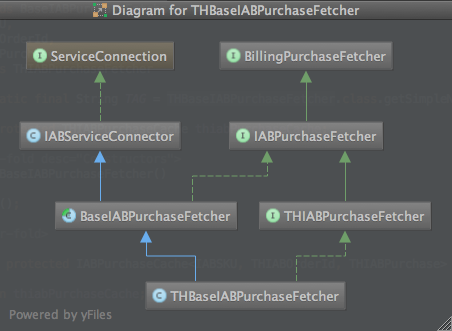 Diagram for THBaseIABPurchaseFetcher
I ServiceConnection
I BillingPurchaseFetcher
C IABServiceConnector
I IABPurchaseFetcher
C BaseIABPurchaseFetcher
I THIABPurchaseFetcher
C THBaseIABPurchaseFetcher
Powered by yFiles